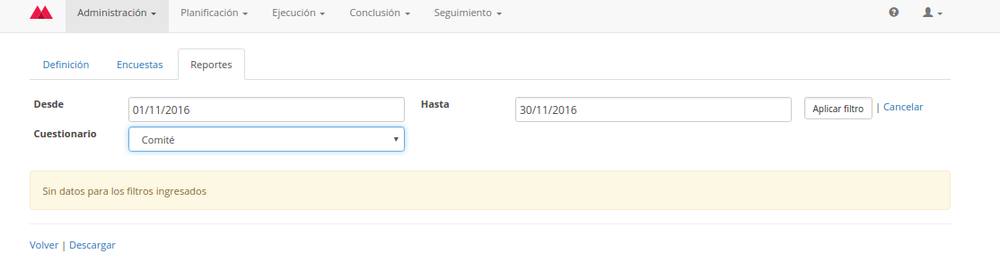 Administración Planificación Ejecución Conclusión Seguimiento
Definición Encuestas Reportes
Desde 01/11/2016 Hasta 30/11/2016 Aplicar filtro | Cancelar
Cuestionario Comité
Sin datos para los filtros ingresados
Volver | Descargar